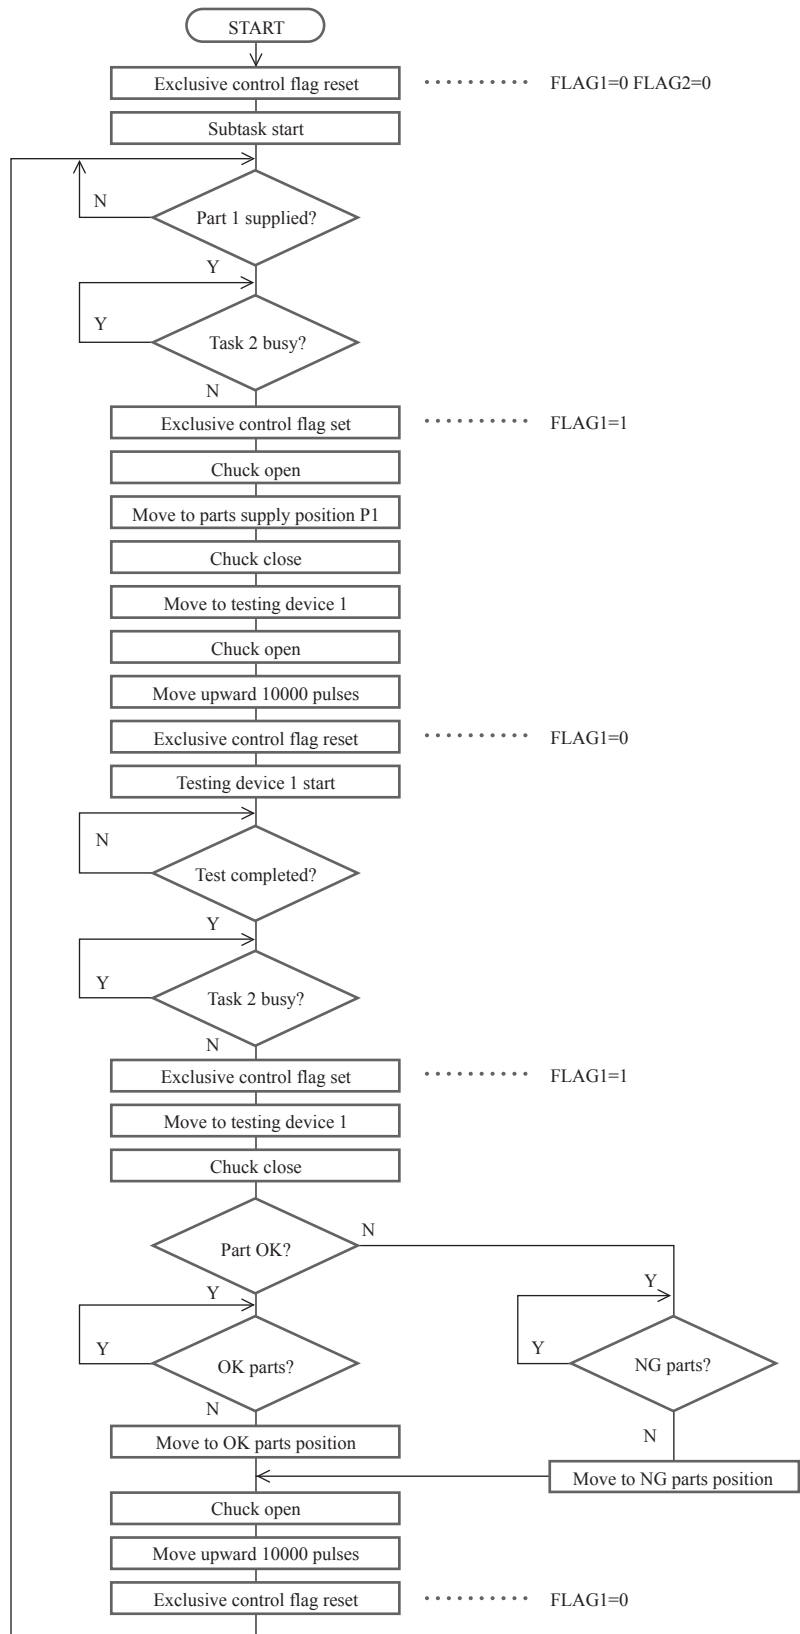 START
Exclusive control flag reset .......... FLAG1=0 FLAG2=0
Subtask start
N
Part 1 supplied?
Y
Y
Task 2 busy?
N
Exclusive control flag set .......... FLAG1=1
Chuck open
Move to parts supply position P1
Chuck close
Move to testing device 1
Chuck open
Move upward 10000 pulses
Exclusive control flag reset .......... FLAG1=0
Testing device 1 start
N
Test completed?
Y
Y
Task 2 busy?
N
Exclusive control flag set .......... FLAG1=1
Move to testing device 1
Chuck close
N
Part OK?
Y
Y
Y
OK parts?
Y
NG parts?
N
N
Move to OK parts position
Move to NG parts position
Chuck open
Move upward 10000 pulses
Exclusive control flag reset .......... FLAG1=0